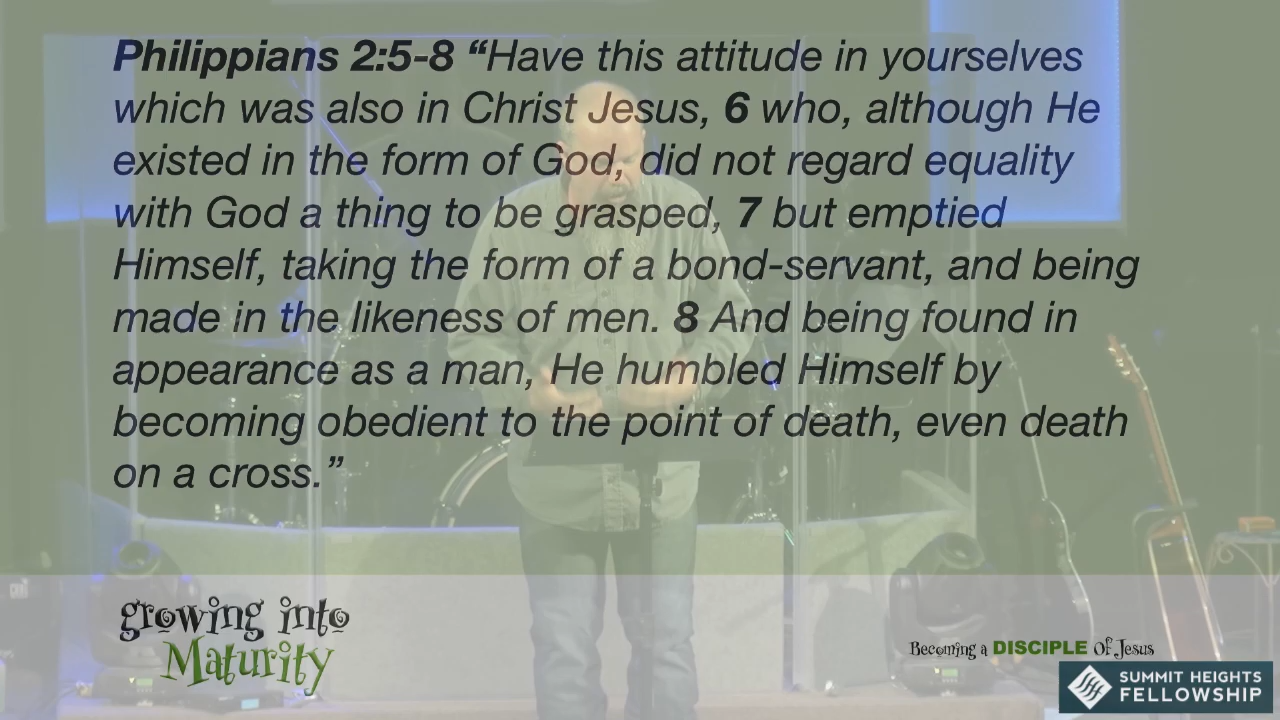 Philippians 2:5-8 “Have this attitude in yourselves
which was also in Christ Jesus, 6 who, although He
existed in the form of God, did not regard equality
with God a thing to be grasped, 7 but emptied
Himself, taking the form of a bond-servant, and being
made in the likeness of men. 8 And being found in
appearance as a man, He humbled Himself by
becoming obedient to the point of death, even death
on a cross.”
growing into
Maturity
Becoming a DISCIPLE Of Jesus
SUMMIT HEIGHTS
FELLOWSHIP